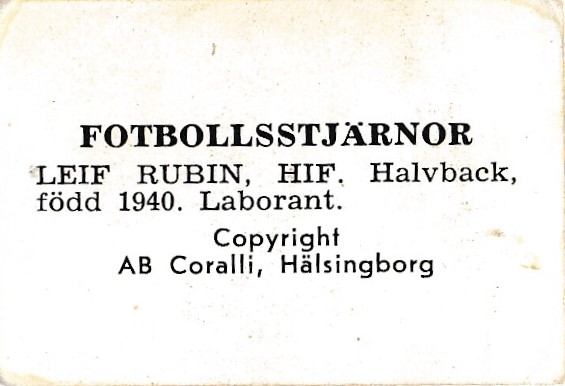 FOTBOLLSSTJÄRNOR
LEIF RUBIN, HIF. Halvback,
född 1940. Laborant.
Copyright
AB Coralli, Hälsingborg